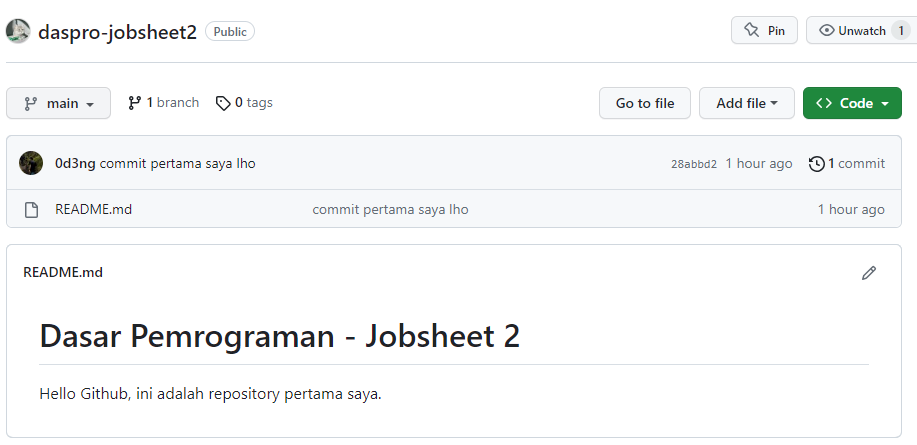 daspro-jobsheet2 Public Pin Unwatch 1
main 1 branch 0 tags Go to file Add file Code
0d3ng commit pertama saya lho 28abbd2 1 hour ago 1 commit
README.md commit pertama saya lho 1 hour ago
README.md
Dasar Pemrograman - Jobsheet 2
Hello Github, ini adalah repository pertama saya.